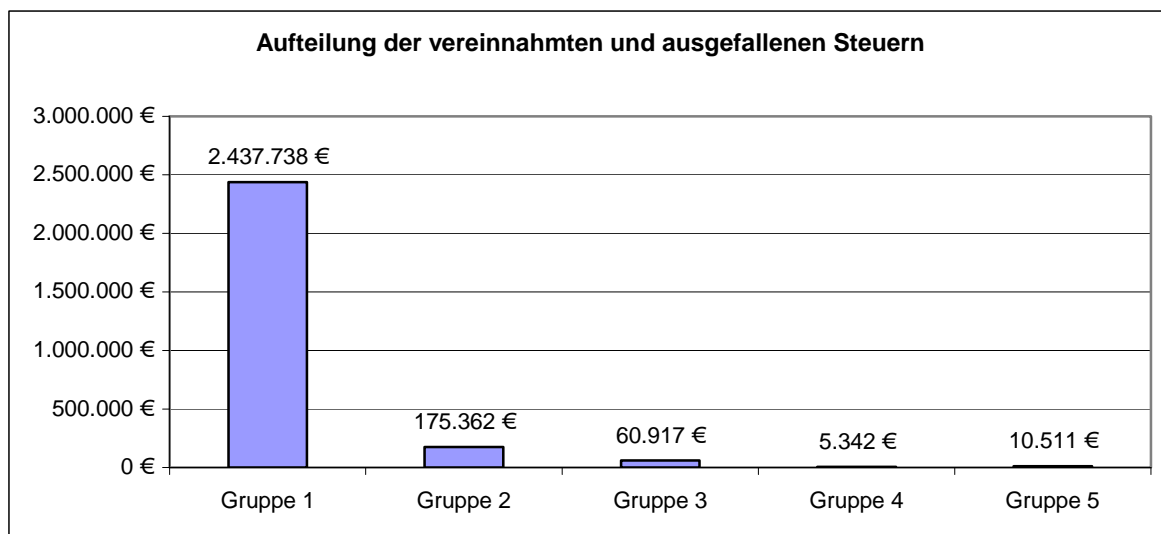 Aufteilung der vereinnahmten und ausgefallenen Steuern
3.000.000 €
2.500.000 €
2.000.000 €
1.500.000 €
1.000.000 €
500.000 €
0 €
2.437.738 €
175.362 €
60.917 €
5.342 €
10.511 €
Gruppe 1
Gruppe 2
Gruppe 3
Gruppe 4
Gruppe 5